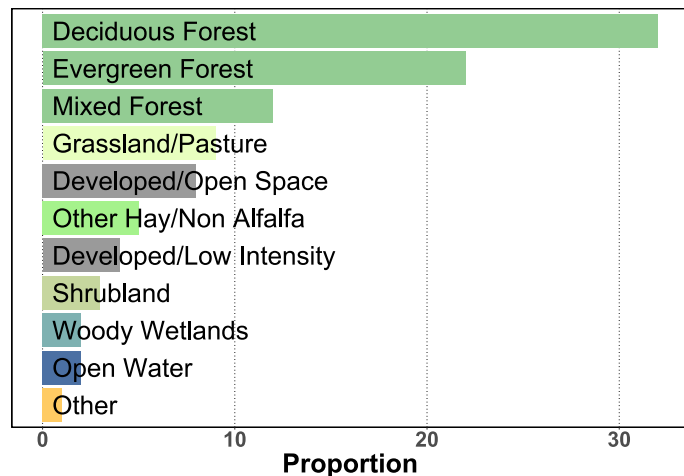 Deciduous Forest
Evergreen Forest
Mixed Forest
Grassland/Pasture
Developed/Open Space
Other Hay/Non Alfalfa
Developed/Low Intensity
Shrubland
Woody Wetlands
Open Water
Other
0 10 20 30
Proportion